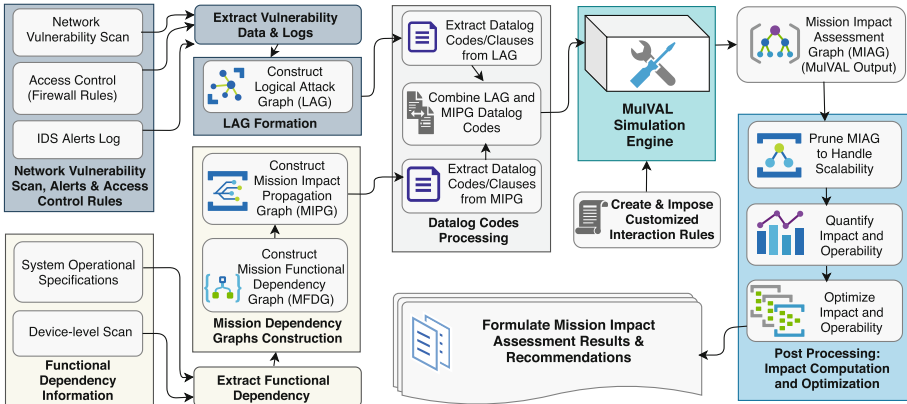 Network
Vulnerability Scan
Access Control
(Firewall Rules)
IDS Alerts Log
Network Vulnerability
Scan, Alerts & Access
Control Rules
System Operational
Specifications
Device-level Scan
Functional
Dependency
Information
Extract Vulnerability
Data & Logs
Construct
Logical Attack
Graph (LAG)
LAG Formation
Construct
Mission Impact
Propagation
Graph (MIPG)
Construct
Mission Functional
Dependency
Graph (MFDG)
Mission Dependency
Graphs Construction
Extract Functional
Dependency
Extract Datalog
Codes/Clauses
from LAG
Combine LAG and
MIPG Datalog
Codes
Extract Datalog
Codes/Clauses
from MIPG
Datalog Codes
Processing
MulVAL
Simulation
Engine
Create & Impose
Customized
Interaction Rules
Mission Impact
Assessment
Graph (MIAG)
(MulVAL Output)
Prune MIAG
to Handle
Scalability
Quantify
Impact and
Operability
Optimize
Impact and
Operability
Post Processing:
Impact Computation
and Optimization
Formulate Mission Impact
Assessment Results &
Recommendations